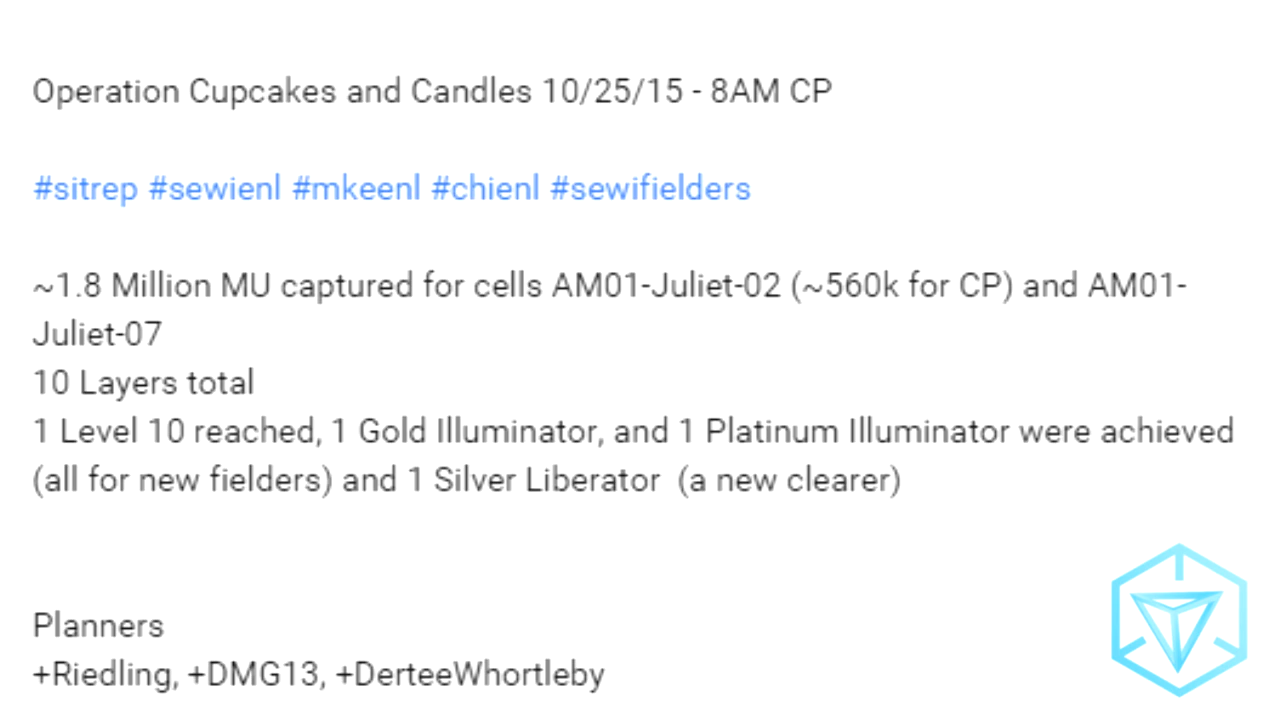 Operation Cupcakes and Candles 10/25/15 - 8AM CP
#sitrep #sewienl #mkeenl #chienl #sewifielders
~1.8 Million MU captured for cells AM01-Juliet-02 (~560k for CP) and AM01-
Juliet-07
10 Layers total
1 Level 10 reached, 1 Gold Illuminator, and 1 Platinum Illuminator were achieved
(all for new fielders) and 1 Silver Liberator  (a new clearer)
Planners
+Riedling, +DMG13, +DerteeWhortleby